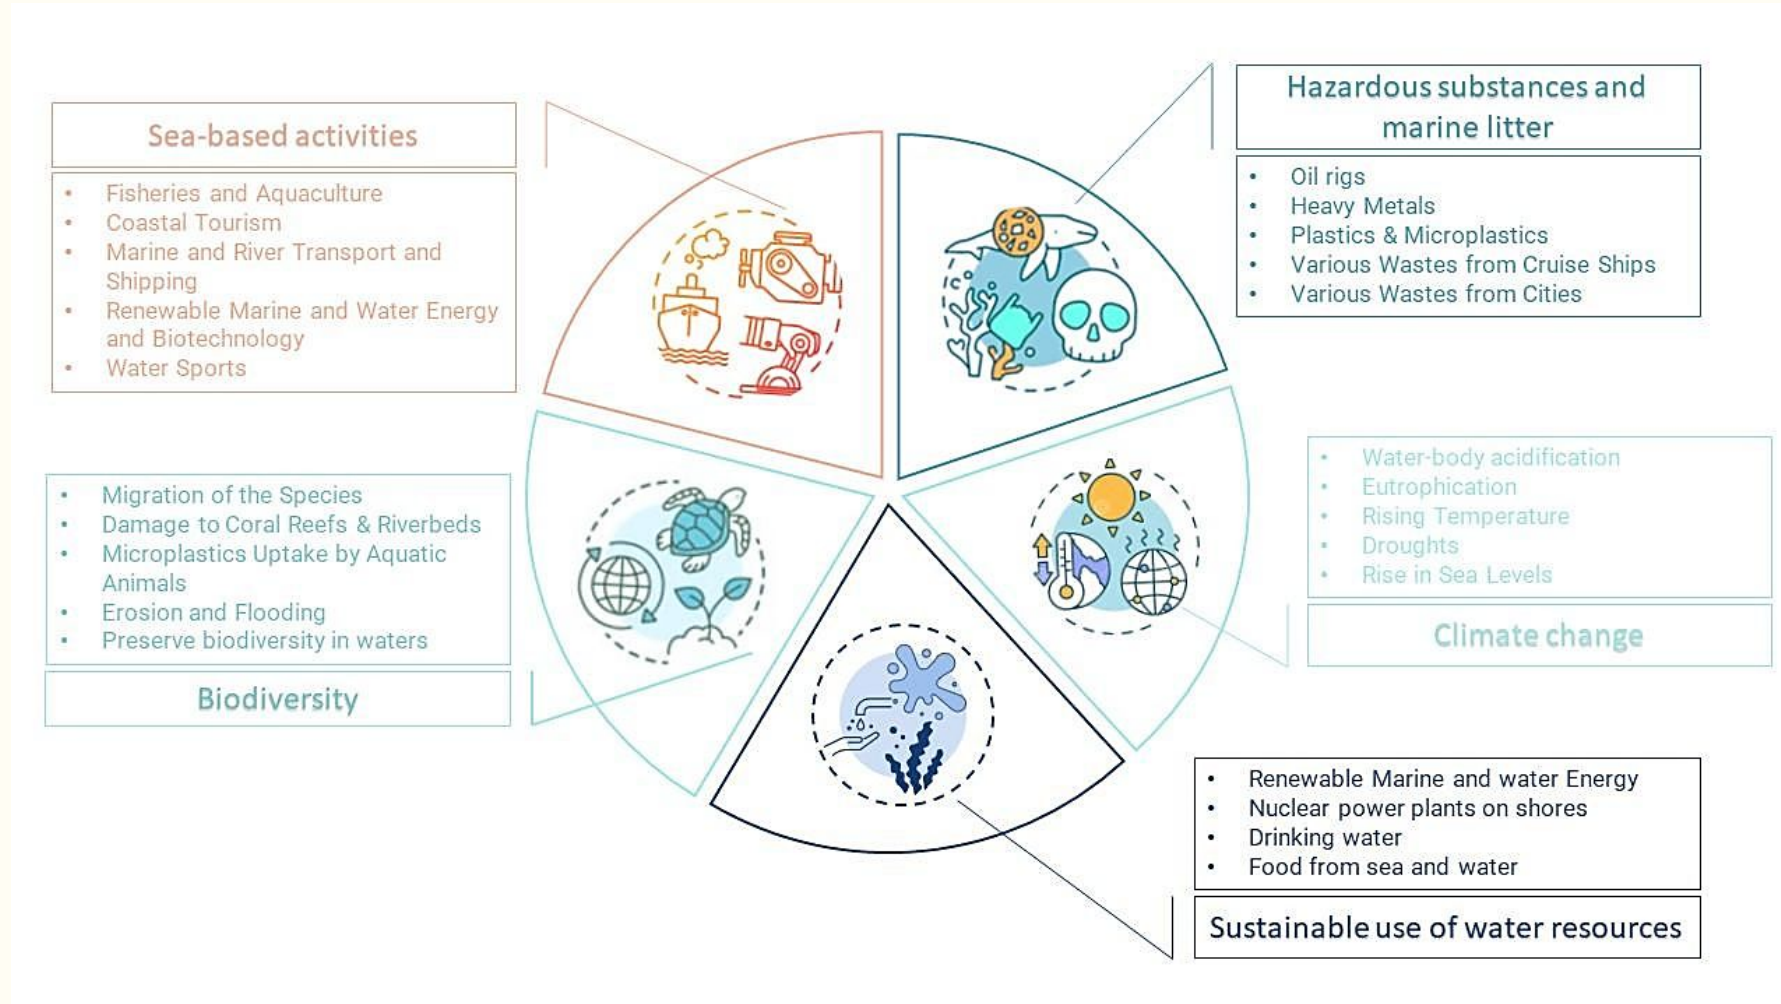 Sea-based activities
• Fisheries and Aquaculture
• Coastal Tourism
• Marine and River Transport and
Shipping
• Renewable Marine and Water Energy
and Biotechnology
• Water Sports
Hazardous substances and
marine litter
• Oil rigs
• Heavy Metals
• Plastics & Microplastics
• Various Wastes from Cruise Ships
• Various Wastes from Cities
• Migration of the Species
• Damage to Coral Reefs & Riverbeds
• Microplastics Uptake by Aquatic
Animals
• Erosion and Flooding
• Preserve biodiversity in waters
Biodiversity
• Water-body acidification
• Eutrophication
• Rising Temperature
• Droughts
• Rise in Sea Levels
Climate change
• Renewable Marine and water Energy
• Nuclear power plants on shores
• Drinking water
• Food from sea and water
Sustainable use of water resources